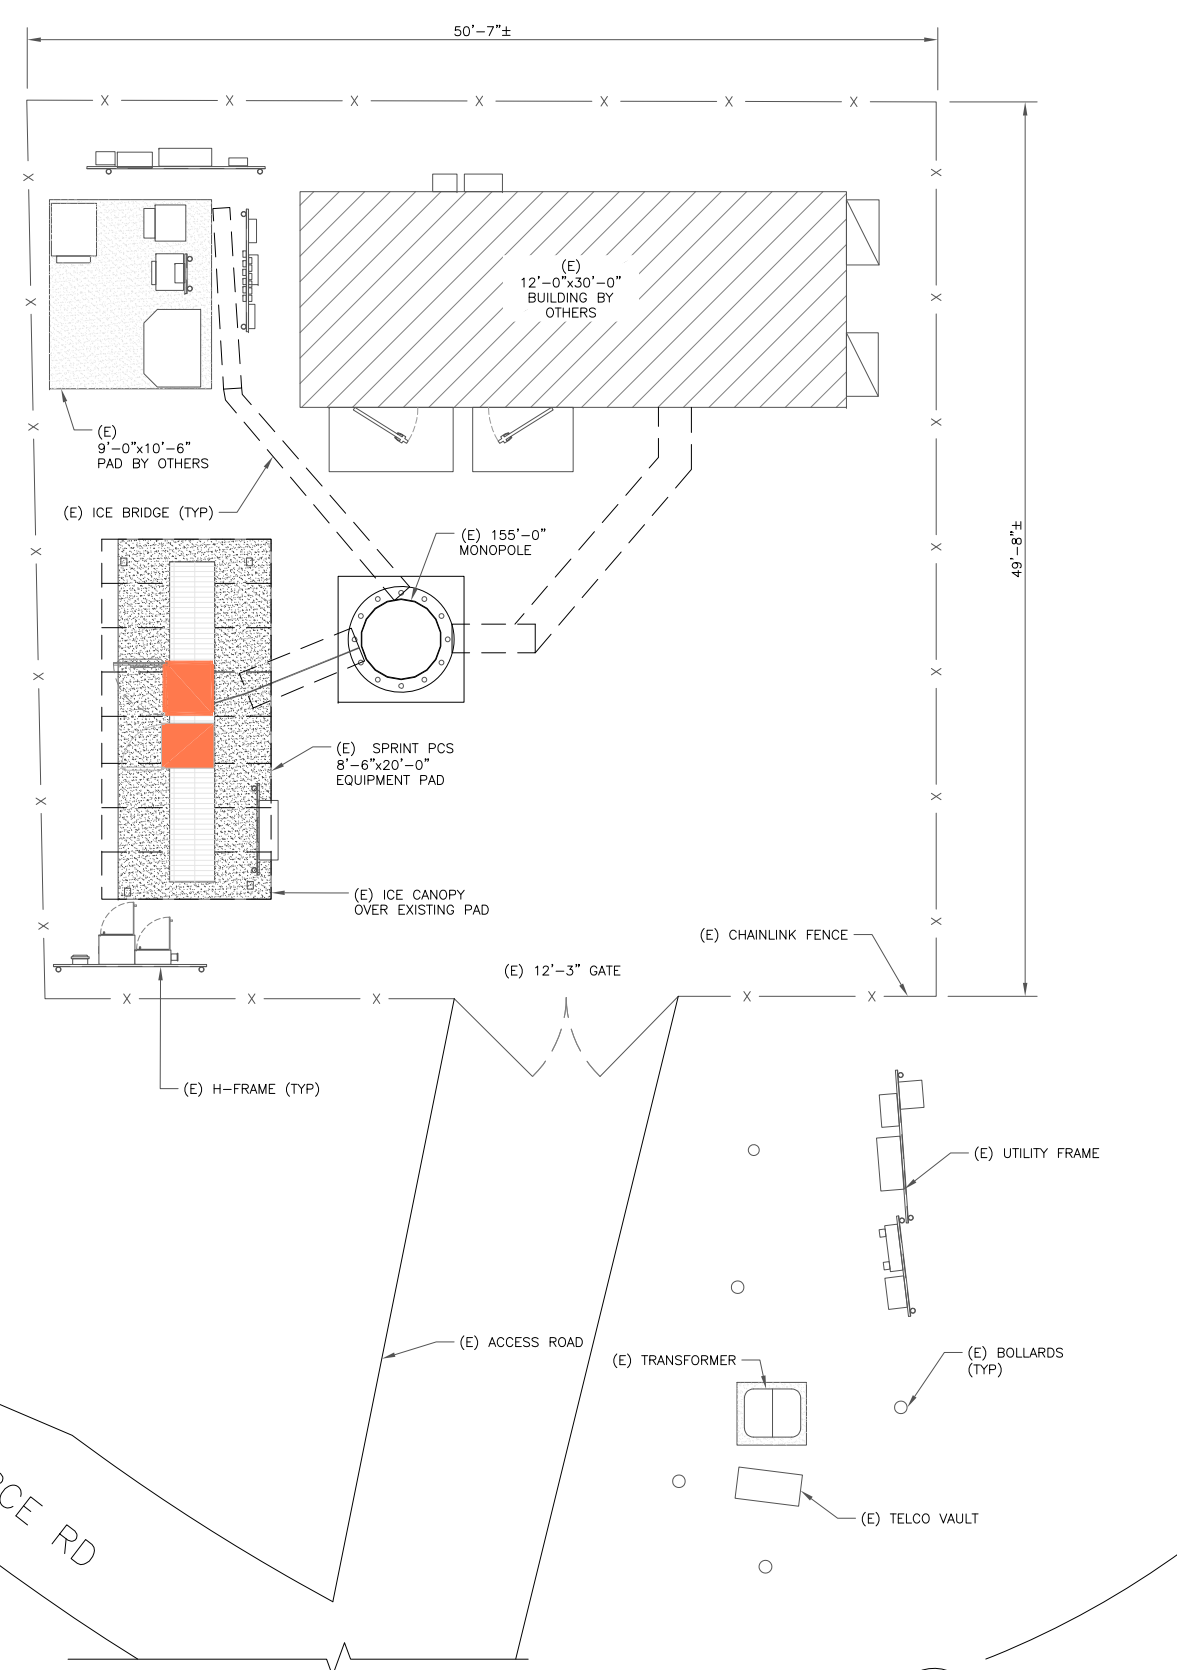 50'-7"±
(E)
12'-0"x30'-0"
BUILDING BY
OTHERS
(E)
9'-0"x10'-6"
PAD BY OTHERS
(E) ICE BRIDGE (TYP)
(E) 155'-0"
MONOPOLE
49'-8"±
(E) SPRINT PCS
8'-6"x20'-0"
EQUIPMENT PAD
(E) ICE CANOPY
OVER EXISTING PAD
(E) CHAINLINK FENCE
(E) 12'-3" GATE
(E) H-FRAME (TYP)
(E) UTILITY FRAME
(E) ACCESS ROAD
(E) TRANSFORMER
(E) BOLLARDS
(TYP)
(E) TELCO VAULT
RD